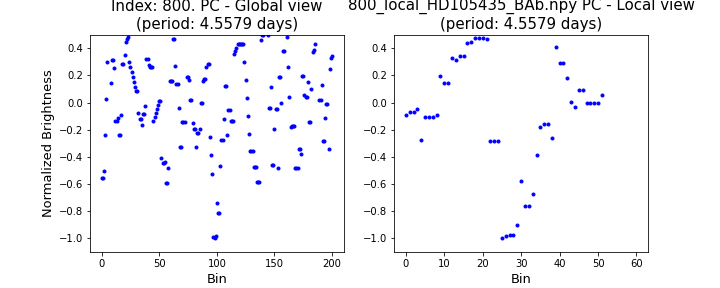 Index: 800. PC - Global view
(period: 4.5579 days)
800_local_HD105435_BAb.npy PC - Local view
(period: 4.5579 days)
Normalized Brightness
0.4
0.2
0.0
−0.2
−0.4
−0.6
−0.8
−1.0
0 50 100 150 200
Bin
0.4
0.2
0.0
−0.2
−0.4
−0.6
−0.8
−1.0
0 10 20 30 40 50 60
Bin